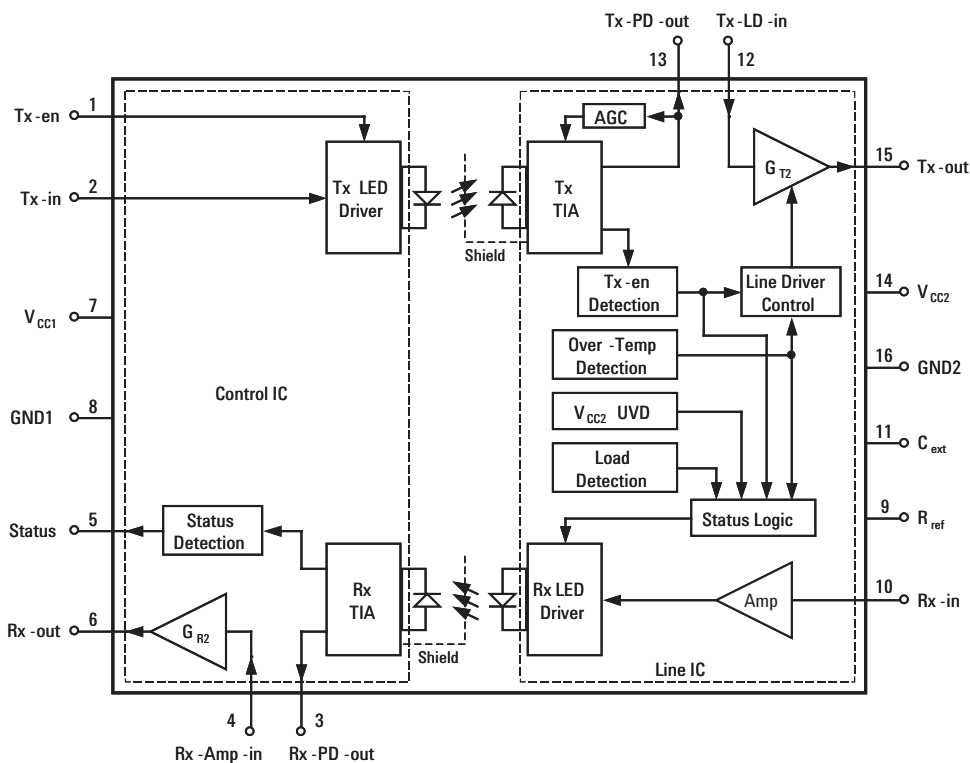 Tx-PD-out
Tx-LD-in
13
12
Tx-en
1
AGC
Tx-in
2
Tx LED
Driver
Tx
TIA
G T2
15
Tx-out
Shield
Tx-en
Detection
Line Driver
Control
14
V CC2
7
V CC1
Over-Temp
Detection
16
GND2
Control IC
8
GND1
V CC2 UVD
11
C ext
Load
Detection
5
Status
Status
Detection
Status Logic
9
R ref
Rx
TIA
Rx LED
Driver
Amp
10
Rx-in
6
Rx-out
G R2
Shield
Line IC
4
3
Rx-Amp-in
Rx-PD-out